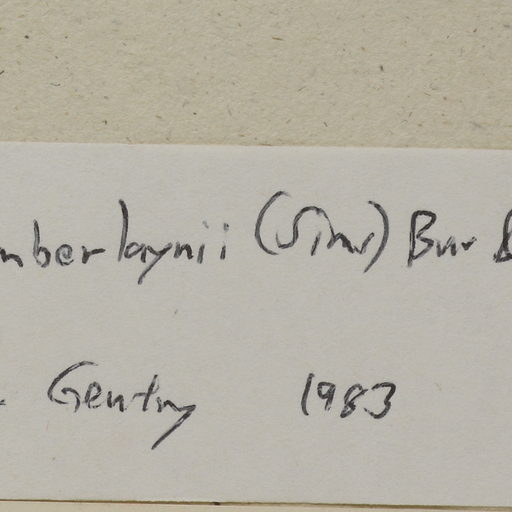 mberlaynii (Sims) Bur &
. Gentry 1983